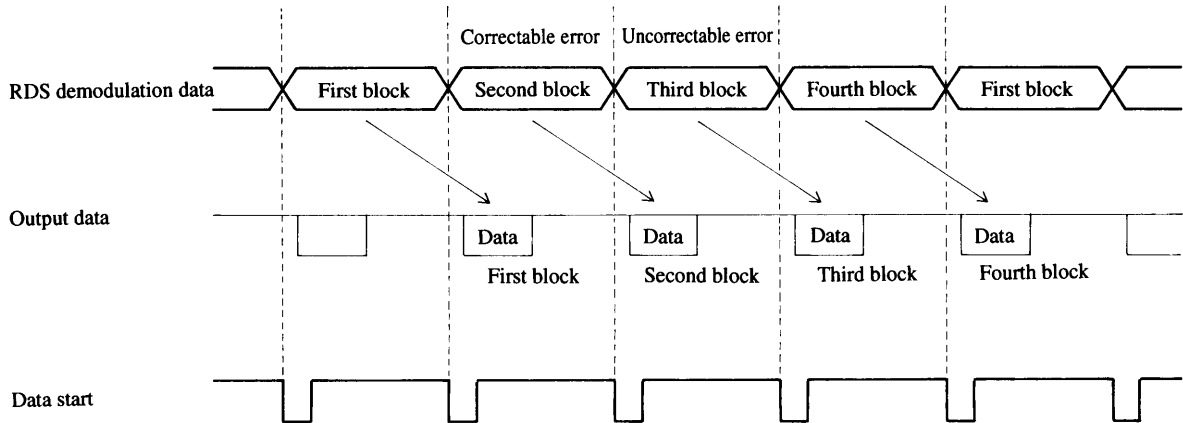 Correctable error Uncorrectable error
RDS demodulation data First block Second block Third block Fourth block First block
Output data
Data Data Data Data
First block Second block Third block Fourth block
Data start